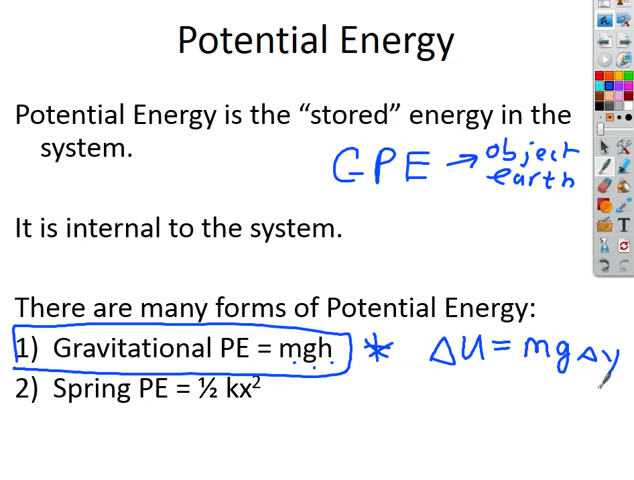 Potential Energy
Potential Energy is the “stored” energy in the
system.
GPE → object
earth
It is internal to the system.
There are many forms of Potential Energy:
1) Gravitational PE = mgh * ΔU = mgΔy
2) Spring PE = ½ kx²